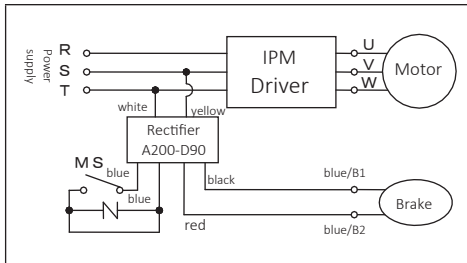 Power supply
R
S
T
IPM
Driver
U
V
W
Motor
white
yellow
Rectifier
A200-D90
MS
blue
blue
black
red
blue/B1
blue/B2
Brake